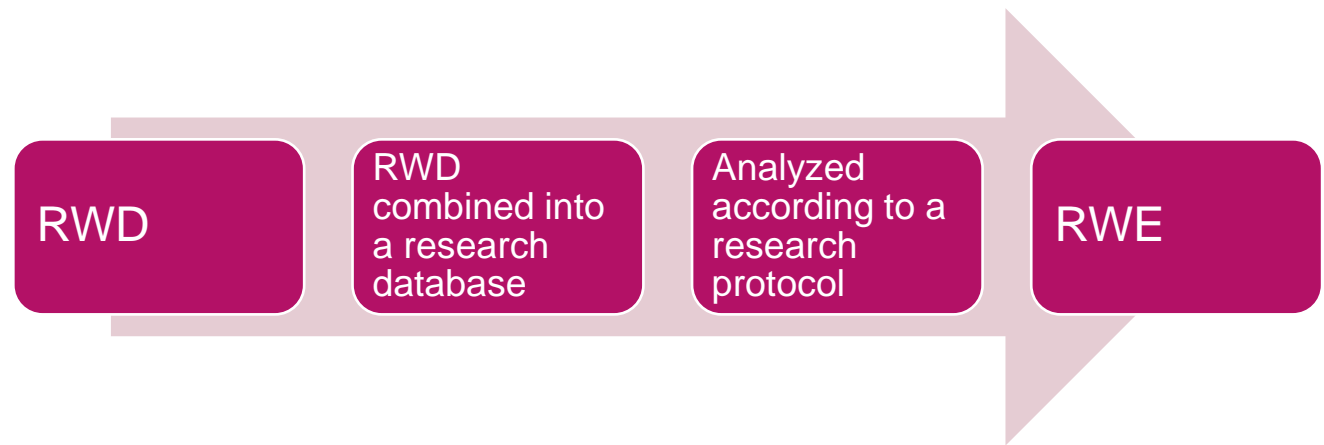 RWD
RWD
combined into
a research
database
Analyzed
according to a
research
protocol
RWE